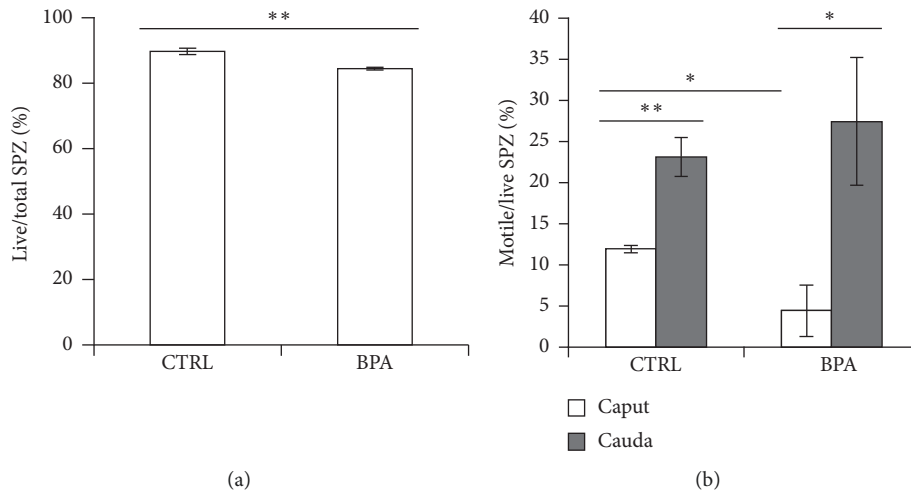 100
80
60
40
20
0
Live/total SPZ (%)
**
CTRL
BPA
(a)
40
35
30
25
20
15
10
5
0
Motile/live SPZ (%)
*
*
**
CTRL
BPA
Caput
Cauda
(b)